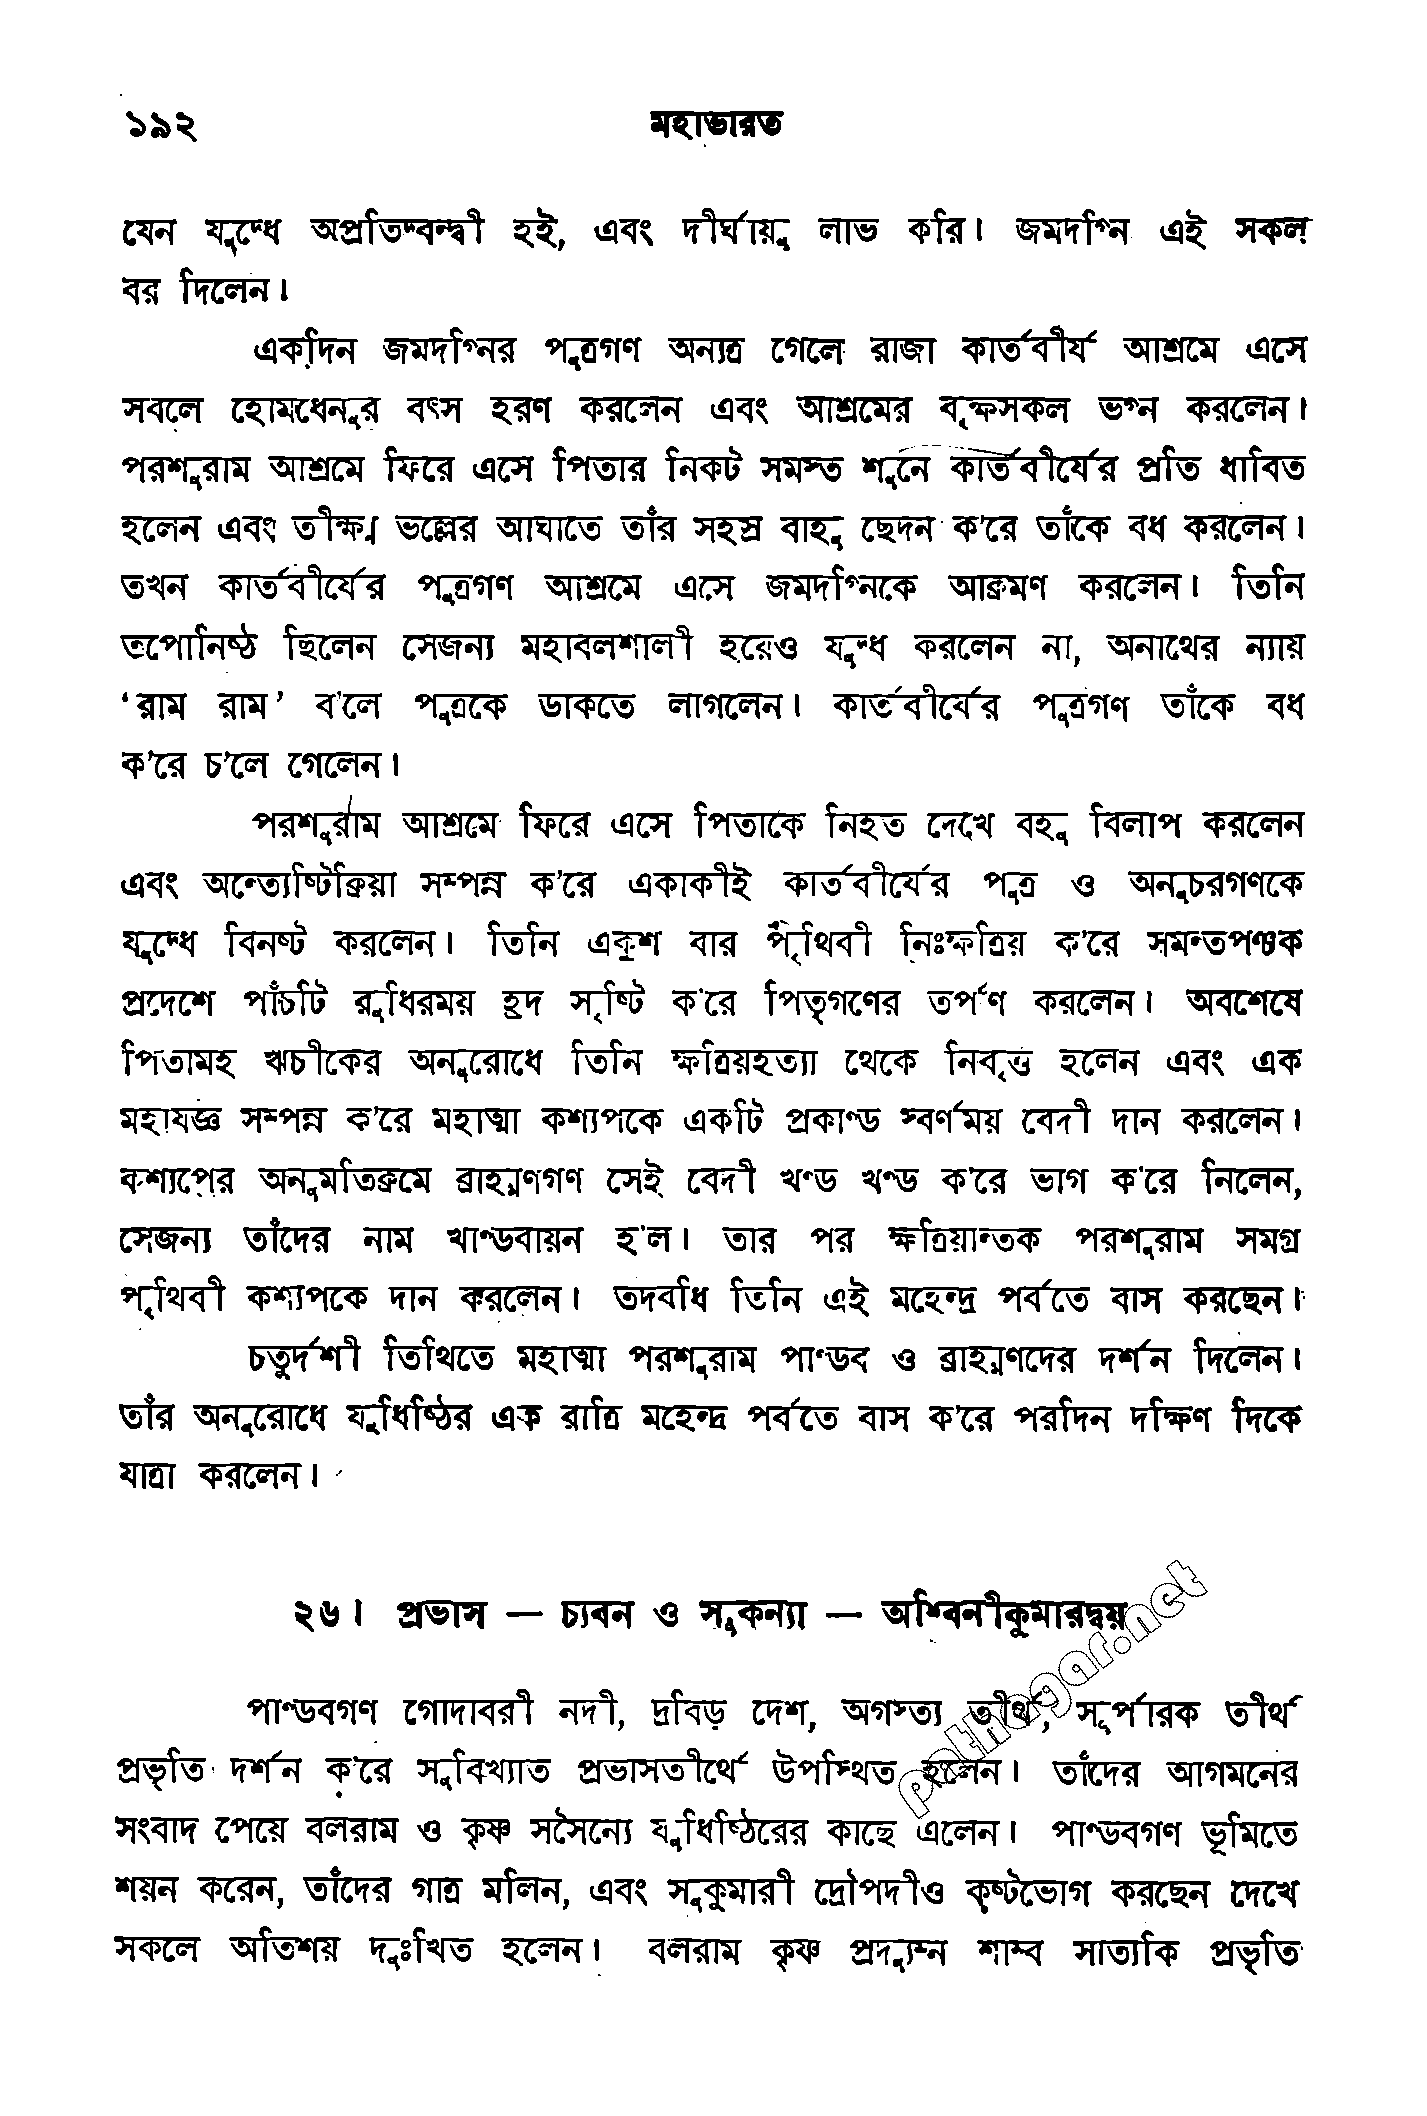 ১৯২ মহাভারত
যেন যুদ্ধে অপ্রতিদ্বন্দ্বী হই, এবং দীর্ঘায়ু লাভ করি। জমদগ্নি এই সকল
বর দিলেন।
একদিন জমদগ্নির পুত্রগণ অন্যত্র গেলে রাজা কার্তবীর্য আশ্রমে এসে
সবলে হোমধেনুর বৎস হরণ করলেন এবং আশ্রমের বৃক্ষসকল ভগ্ন করলেন।
পরশুরাম আশ্রমে ফিরে এসে পিতার নিকট সমস্ত শুনে কার্তবীর্যের প্রতি ধাবিত
হলেন এবং তীক্ষ্ণ ভল্লের আঘাতে তাঁর সহস্র বাহু ছেদন ক'রে তাঁকে বধ করলেন।
তখন কার্তবীর্যের পুত্রগণ আশ্রমে এসে জমদগ্নিকে আক্রমণ করলেন। তিনি
তপোনিষ্ঠ ছিলেন সেজন্য মহাবলশালী হয়েও যুদ্ধ করলেন না, অনাথের ন্যায়
‘রাম রাম’ ব'লে পুত্রকে ডাকতে লাগলেন। কার্তবীর্যের পুত্রগণ তাঁকে বধ
ক'রে চ'লে গেলেন।
পরশুরাম আশ্রমে ফিরে এসে পিতাকে নিহত দেখে বহু বিলাপ করলেন
এবং অন্ত্যেষ্টিক্রিয়া সম্পন্ন ক'রে একাকীই কার্তবীর্যের পুত্র ও অনুচরগণকে
যুদ্ধে বিনষ্ট করলেন। তিনি একুশ বার পৃথিবী নিঃক্ষত্রিয় ক'রে সমন্তপঞ্চক
প্রদেশে পাঁচটি রুধিরময় হ্রদ সৃষ্টি ক'রে পিতৃগণের তর্পণ করলেন। অবশেষে
পিতামহ ঋচীকের অনুরোধে তিনি ক্ষত্রিয়হত্যা থেকে নিবৃত্ত হলেন এবং এক
মহাযজ্ঞ সম্পন্ন ক'রে মহাত্মা কশ্যপকে একটি প্রকাণ্ড স্বর্ণময় বেদী দান করলেন।
কশ্যপের অনুমতিক্রমে ব্রাহ্মণগণ সেই বেদী খণ্ড খণ্ড ক'রে ভাগ ক'রে নিলেন,
সেজন্য তাঁদের নাম খাণ্ডবায়ন হ'ল। তার পর ক্ষত্রিয়ান্তক পরশুরাম সমগ্র
পৃথিবী কশ্যপকে দান করলেন। তদবধি তিনি এই মহেন্দ্র পর্বতে বাস করছেন।
চতুর্দশী তিথিতে মহাত্মা পরশুরাম পাণ্ডব ও ব্রাহ্মণদের দর্শন দিলেন।
তাঁর অনুরোধে যুধিষ্ঠির এক রাত্রি মহেন্দ্র পর্বতে বাস ক'রে পরদিন দক্ষিণ দিকে
যাত্রা করলেন।
২৬। প্রভাস — চ্যবন ও সুকন্যা — অশ্বিনীকুমারদ্বয়
পাণ্ডবগণ গোদাবরী নদী, দ্রবিড় দেশ, অগস্ত্য তীর্থ, সূর্পারক তীর্থ
প্রভৃতি দর্শন ক'রে সুবিখ্যাত প্রভাসতীর্থে উপস্থিত হলেন। তাঁদের আগমনের
সংবাদ পেয়ে বলরাম ও কৃষ্ণ সসৈন্যে যুধিষ্ঠিরের কাছে এলেন। পাণ্ডবগণ ভূমিতে
শয়ন করেন, তাঁদের গাত্র মলিন, এবং সুকুমারী দ্রৌপদীও কষ্টভোগ করছেন দেখে
সকলে অতিশয় দুঃখিত হলেন। বলরাম কৃষ্ণ প্রদ্যুম্ন শাম্ব সাত্যকি প্রভৃতি
pathagar.net